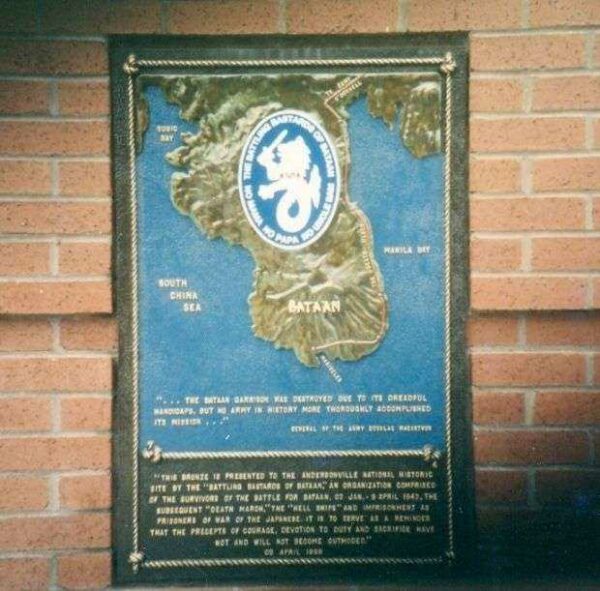 TO CAMP
O'DONNELL
SUBIC
BAY
THE BATTLING BASTARDS OF BATAAN
NO MAMA NO PAPA NO UNCLE SAM
MANILA BAY
SOUTH
CHINA
SEA
BATAAN
MARIVELES
"... THE BATAAN GARRISON WAS DESTROYED DUE TO ITS DREADFUL
HANDICAPS, BUT NO ARMY IN HISTORY MORE THOROUGHLY ACCOMPLISHED
ITS MISSION ..."
GENERAL OF THE ARMY DOUGLAS MACARTHUR
"THIS BRONZE IS PRESENTED TO THE ANDERSONVILLE NATIONAL HISTORIC
SITE BY THE "BATTLING BASTARDS OF BATAAN," AN ORGANIZATION COMPRISED
OF THE SURVIVORS OF THE BATTLE FOR BATAAN, 02 JAN. - 9 APRIL 1942, THE
SUBSEQUENT "DEATH MARCH," THE "HELL SHIPS" AND IMPRISONMENT AS
PRISONERS OF WAR OF THE JAPANESE. IT IS TO SERVE AS A REMINDER
THAT THE PRECEPTS OF COURAGE, DEVOTION TO DUTY AND SACRIFICE HAVE
NOT AND WILL NOT BECOME OUTMODED."
09 APRIL